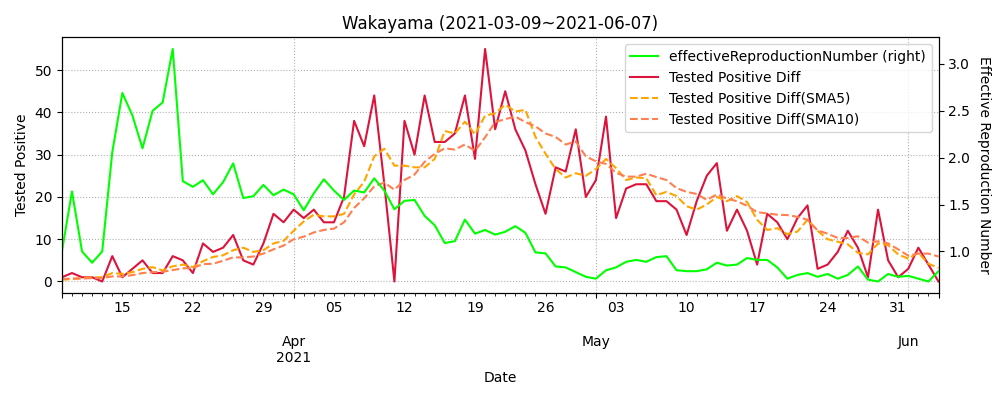 Wakayama (2021-03-09~2021-06-07)
effectiveReproductionNumber (right)
Tested Positive Diff
Tested Positive Diff(SMA5)
Tested Positive Diff(SMA10)
Tested Positive
50
40
30
20
10
0
3.0
2.5
2.0
1.5
1.0
Effective Reproduction Number
15 22 29 05 12 19 26 03 10 17 24 31
Apr May Jun
2021
Date